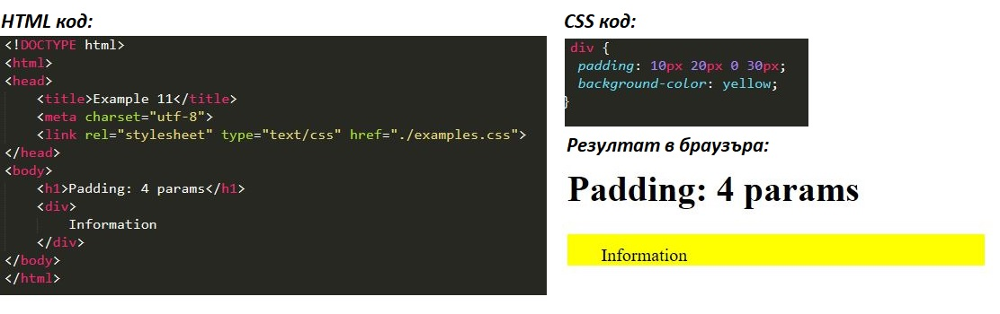 HTML код:
<!DOCTYPE html>
<html>
<head>
    <title>Example 11</title>
    <meta charset="utf-8">
    <link rel="stylesheet" type="text/css" href="./examples.css">
</head>
<body>
    <h1>Padding: 4 params</h1>
    <div>
        Information
    </div>
</body>
</html>
CSS код:
div {
 padding: 10px 20px 0 30px;
 background-color: yellow;
}
Резултат в браузъра:
Padding: 4 params
Information